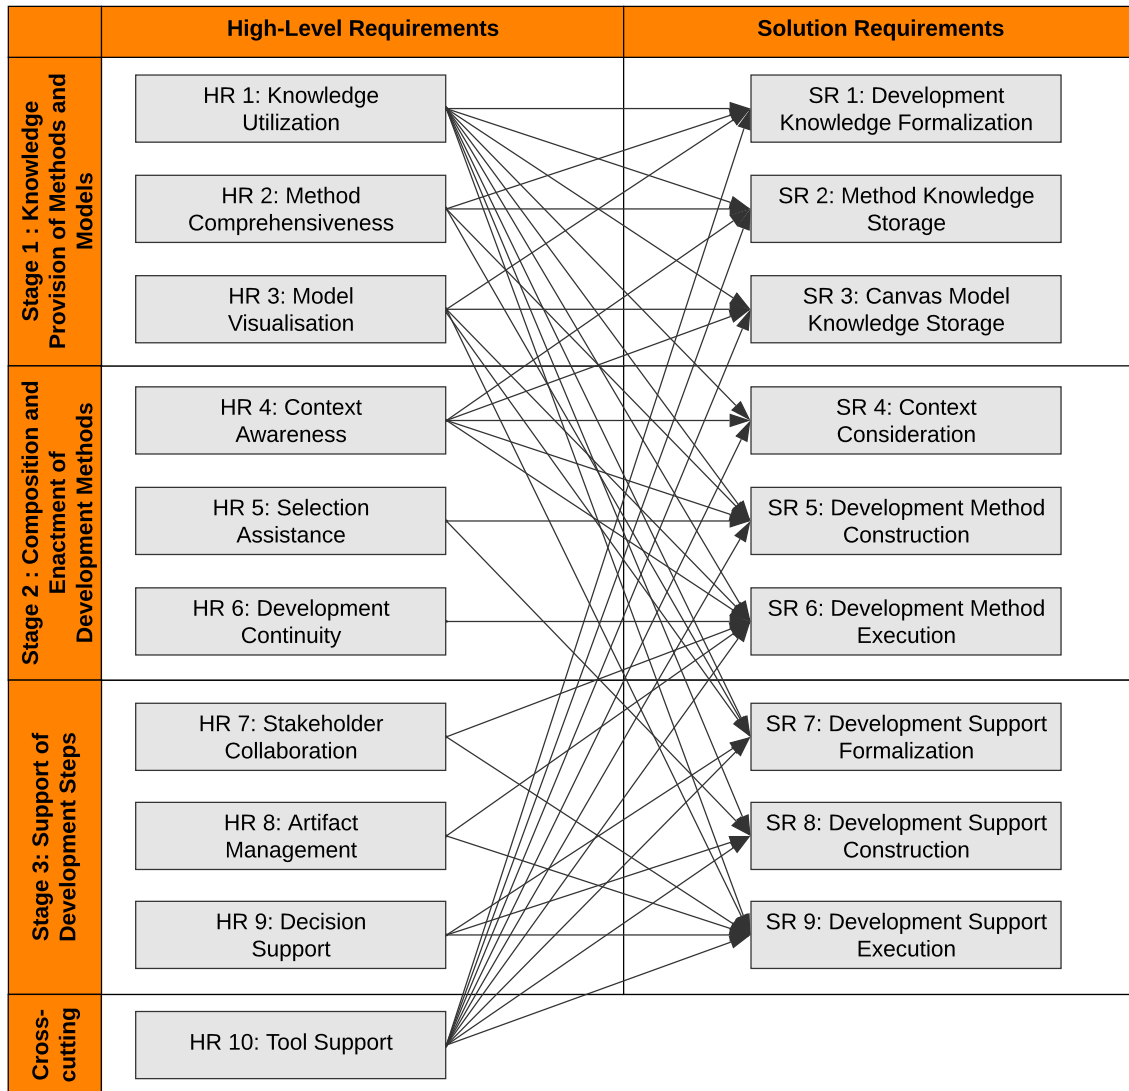 High-Level Requirements
Solution Requirements
Stage 1 : Knowledge
Provision of Methods and
Models
HR 1: Knowledge
Utilization
SR 1: Development
Knowledge Formalization
HR 2: Method
Comprehensiveness
SR 2: Method Knowledge
Storage
HR 3: Model
Visualisation
SR 3: Canvas Model
Knowledge Storage
Stage 2 : Composition and
Enactment of
Development Methods
HR 4: Context
Awareness
SR 4: Context
Consideration
HR 5: Selection
Assistance
SR 5: Development Method
Construction
HR 6: Development
Continuity
SR 6: Development Method
Execution
Stage 3: Support of
Development Steps
HR 7: Stakeholder
Collaboration
SR 7: Development Support
Formalization
HR 8: Artifact
Management
SR 8: Development Support
Construction
HR 9: Decision
Support
SR 9: Development Support
Execution
Cross-
cutting
HR 10: Tool Support